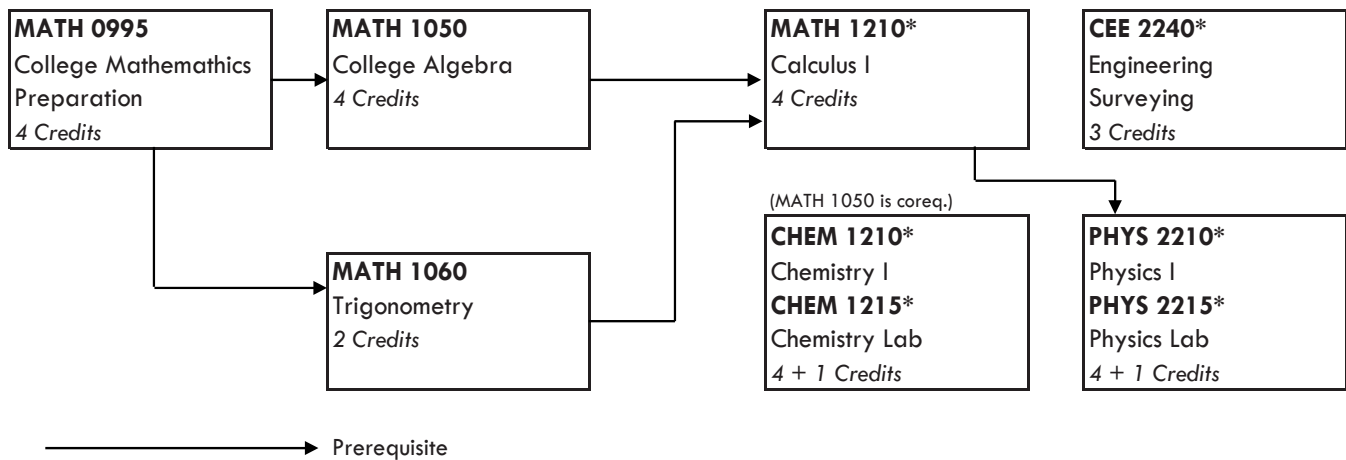 MATH 0995
College Mathemathics
Preparation
4 Credits
MATH 1050
College Algebra
4 Credits
MATH 1210*
Calculus I
4 Credits
CEE 2240*
Engineering
Surveying
3 Credits
MATH 1060
Trigonometry
2 Credits
(MATH 1050 is coreq.)
CHEM 1210*
Chemistry I
CHEM 1215*
Chemistry Lab
4 + 1 Credits
PHYS 2210*
Physics I
PHYS 2215*
Physics Lab
4 + 1 Credits
Prerequisite